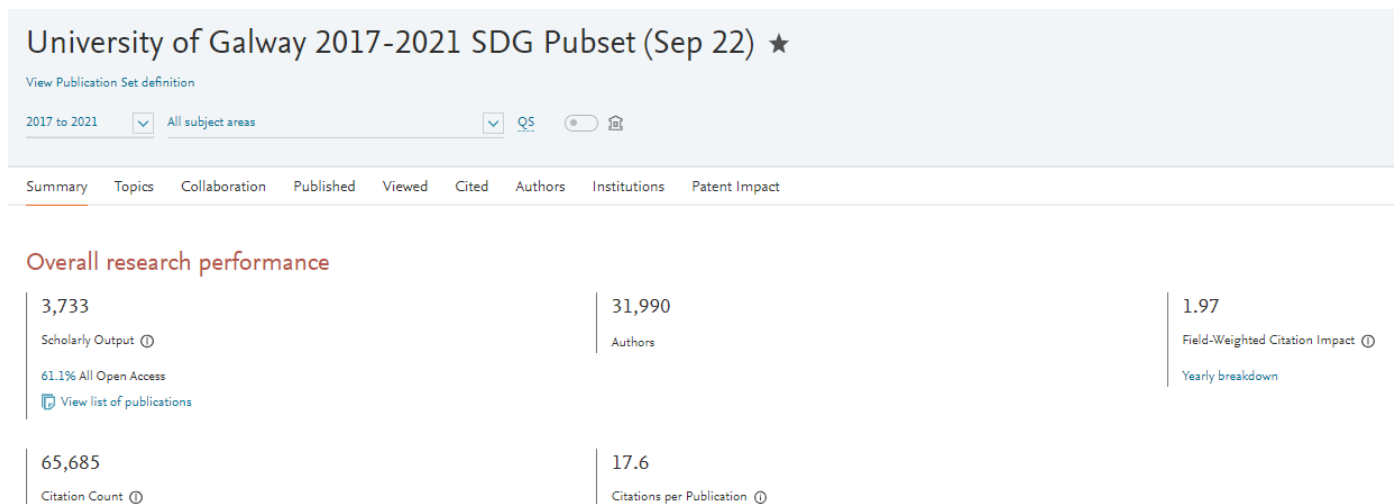 University of Galway 2017-2021 SDG Pubset (Sep 22)
View Publication Set definition
2017 to 2021 All subject areas QS
Summary Topics Collaboration Published Viewed Cited Authors Institutions Patent Impact
Overall research performance
3,733
Scholarly Output
61.1% All Open Access
View list of publications
31,990
Authors
1.97
Field-Weighted Citation Impact
Yearly breakdown
65,685
Citation Count
17.6
Citations per Publication